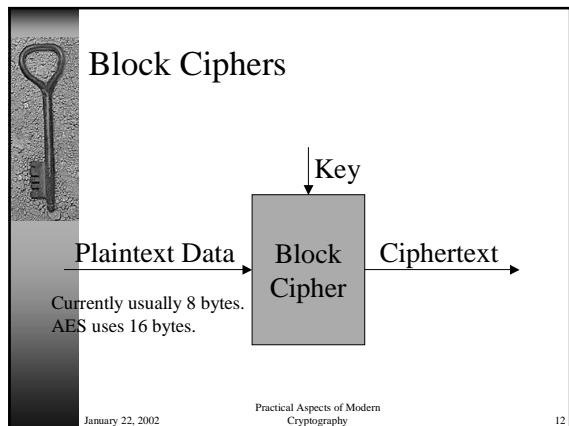 Block Ciphers
Key
Plaintext Data
Block
Cipher
Ciphertext
Currently usually 8 bytes.
AES uses 16 bytes.
January 22, 2002
Practical Aspects of Modern
Cryptography
12